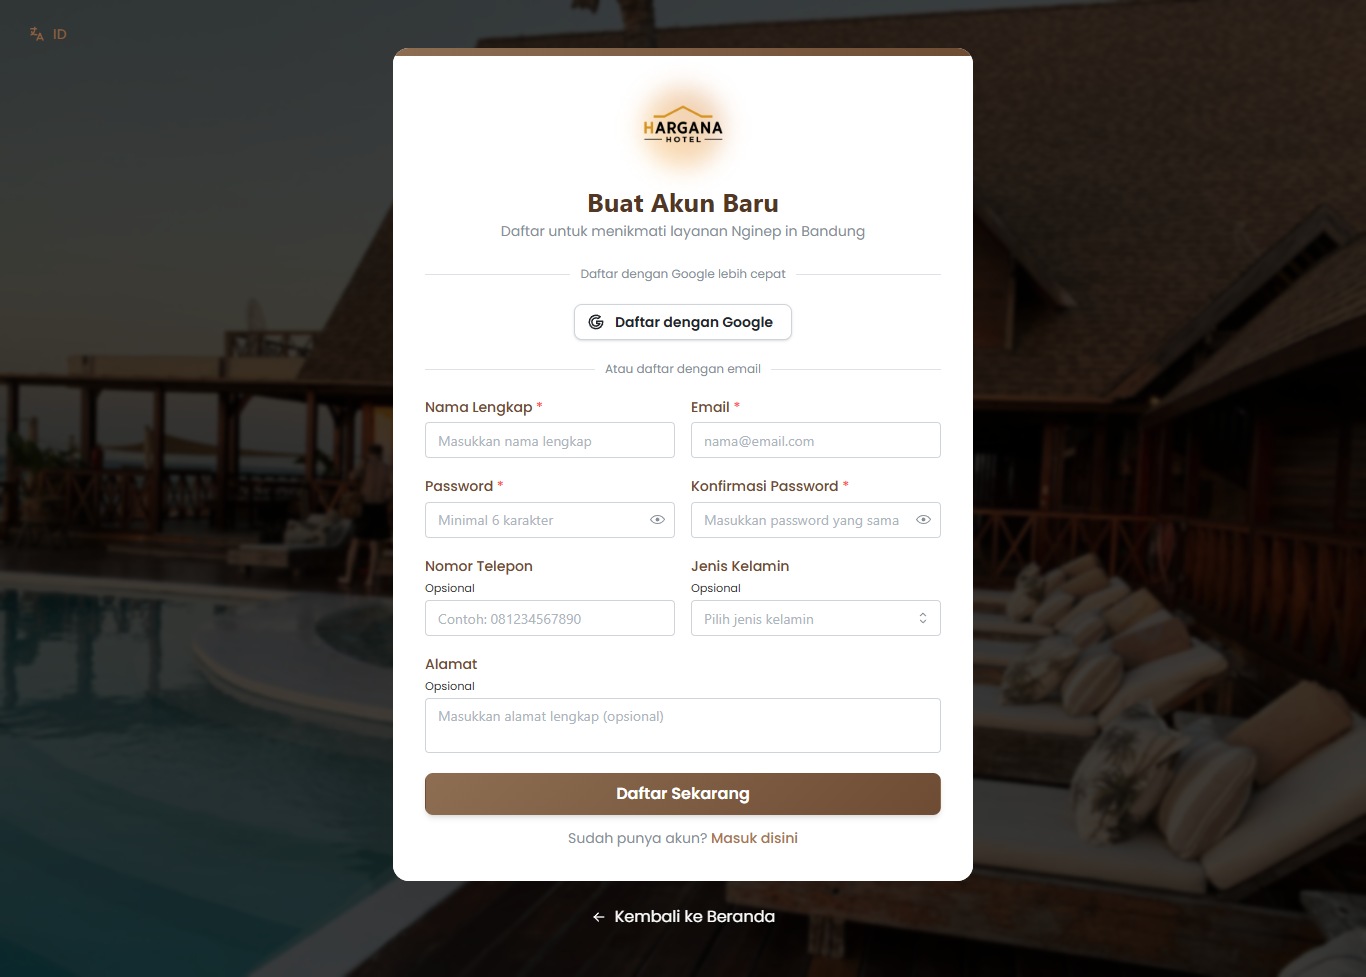 ID
HARGANA
HOTEL
Buat Akun Baru
Daftar untuk menikmati layanan Nginep in Bandung
Daftar dengan Google lebih cepat
Daftar dengan Google
Atau daftar dengan email
Nama Lengkap *
Email *
Masukkan nama lengkap
nama@email.com
Password *
Konfirmasi Password *
Minimal 6 karakter
Masukkan password yang sama
Nomor Telepon
Jenis Kelamin
Opsional
Opsional
Contoh: 081234567890
Pilih jenis kelamin
Alamat
Opsional
Masukkan alamat lengkap (opsional)
Daftar Sekarang
Sudah punya akun? Masuk disini
← Kembali ke Beranda